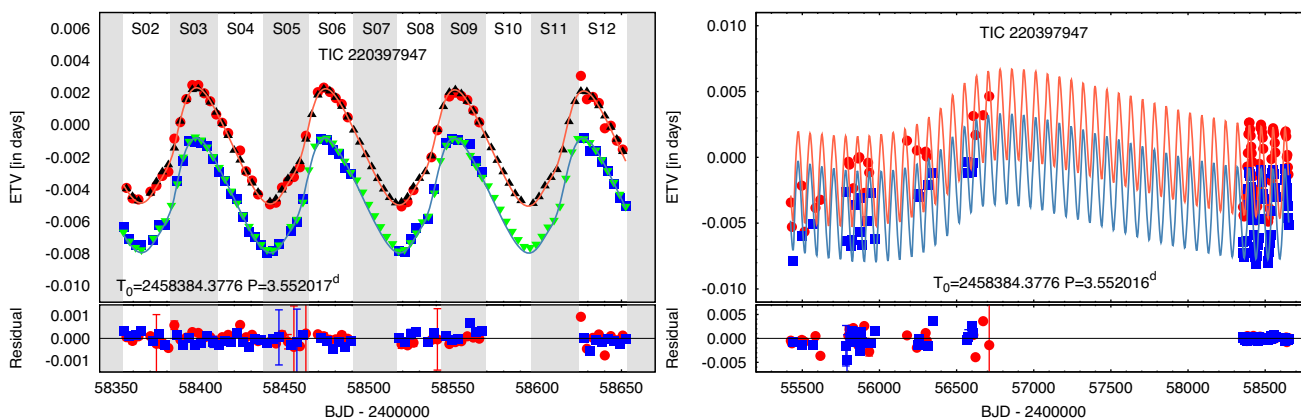 S02 S03 S04 S05 S06 S07 S08 S09 S10 S11 S12
TIC 220397947
ETV [in days]
0.006
0.004
0.002
0.000
-0.002
-0.004
-0.006
-0.008
-0.010
T0=2458384.3776 P=3.552017d
Residual
0.001
0.000
-0.001
58350 58400 58450 58500 58550 58600 58650
BJD - 2400000
TIC 220397947
ETV [in days]
0.010
0.005
0.000
-0.005
-0.010
T0=2458384.3776 P=3.552016d
Residual
0.005
0.000
-0.005
55500 56000 56500 57000 57500 58000 58500
BJD - 2400000